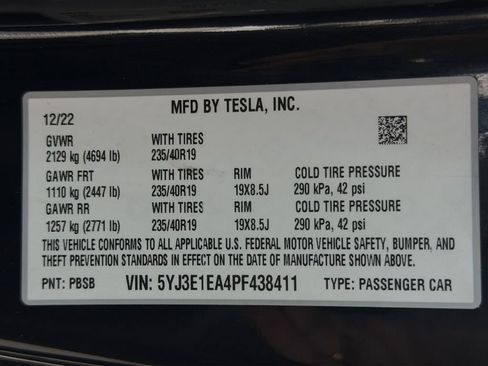 MFD BY TESLA, INC.
12/22
GVWR WITH TIRES
2129 kg (4694 lb) 235/40R19
GAWR FRT WITH TIRES RIM COLD TIRE PRESSURE
1110 kg (2447 lb) 235/40R19 19X8.5J 290 kPa, 42 psi
GAWR RR WITH TIRES RIM COLD TIRE PRESSURE
1257 kg (2771 lb) 235/40R19 19X8.5J 290 kPa, 42 psi
THIS VEHICLE CONFORMS TO ALL APPLICABLE U.S. FEDERAL MOTOR VEHICLE SAFETY, BUMPER, AND
THEFT PREVENTION STANDARDS IN EFFECT ON THE DATE OF MANUFACTURE SHOWN ABOVE.
PNT: PBSB VIN: 5YJ3E1EA4PF438411 TYPE: PASSENGER CAR